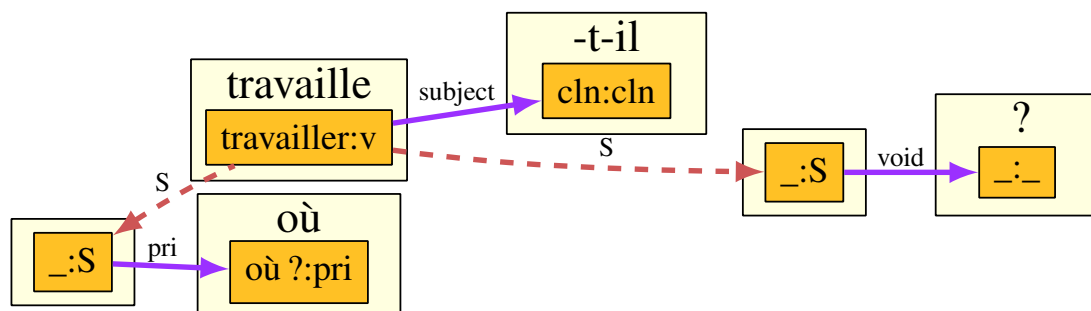 -t-il
cln:cln
travaille
travailler:v
subject
S
?
_:_
_:S
void
S
où
où ?:pri
_:S
pri